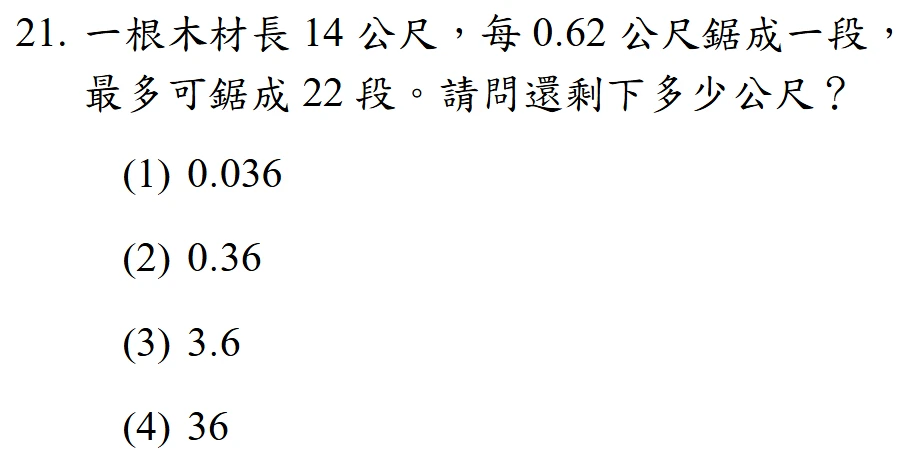 21. 一根木材長 14 公尺，每 0.62 公尺鋸成一段，
最多可鋸成 22 段。請問還剩下多少公尺？
(1) 0.036
(2) 0.36
(3) 3.6
(4) 36